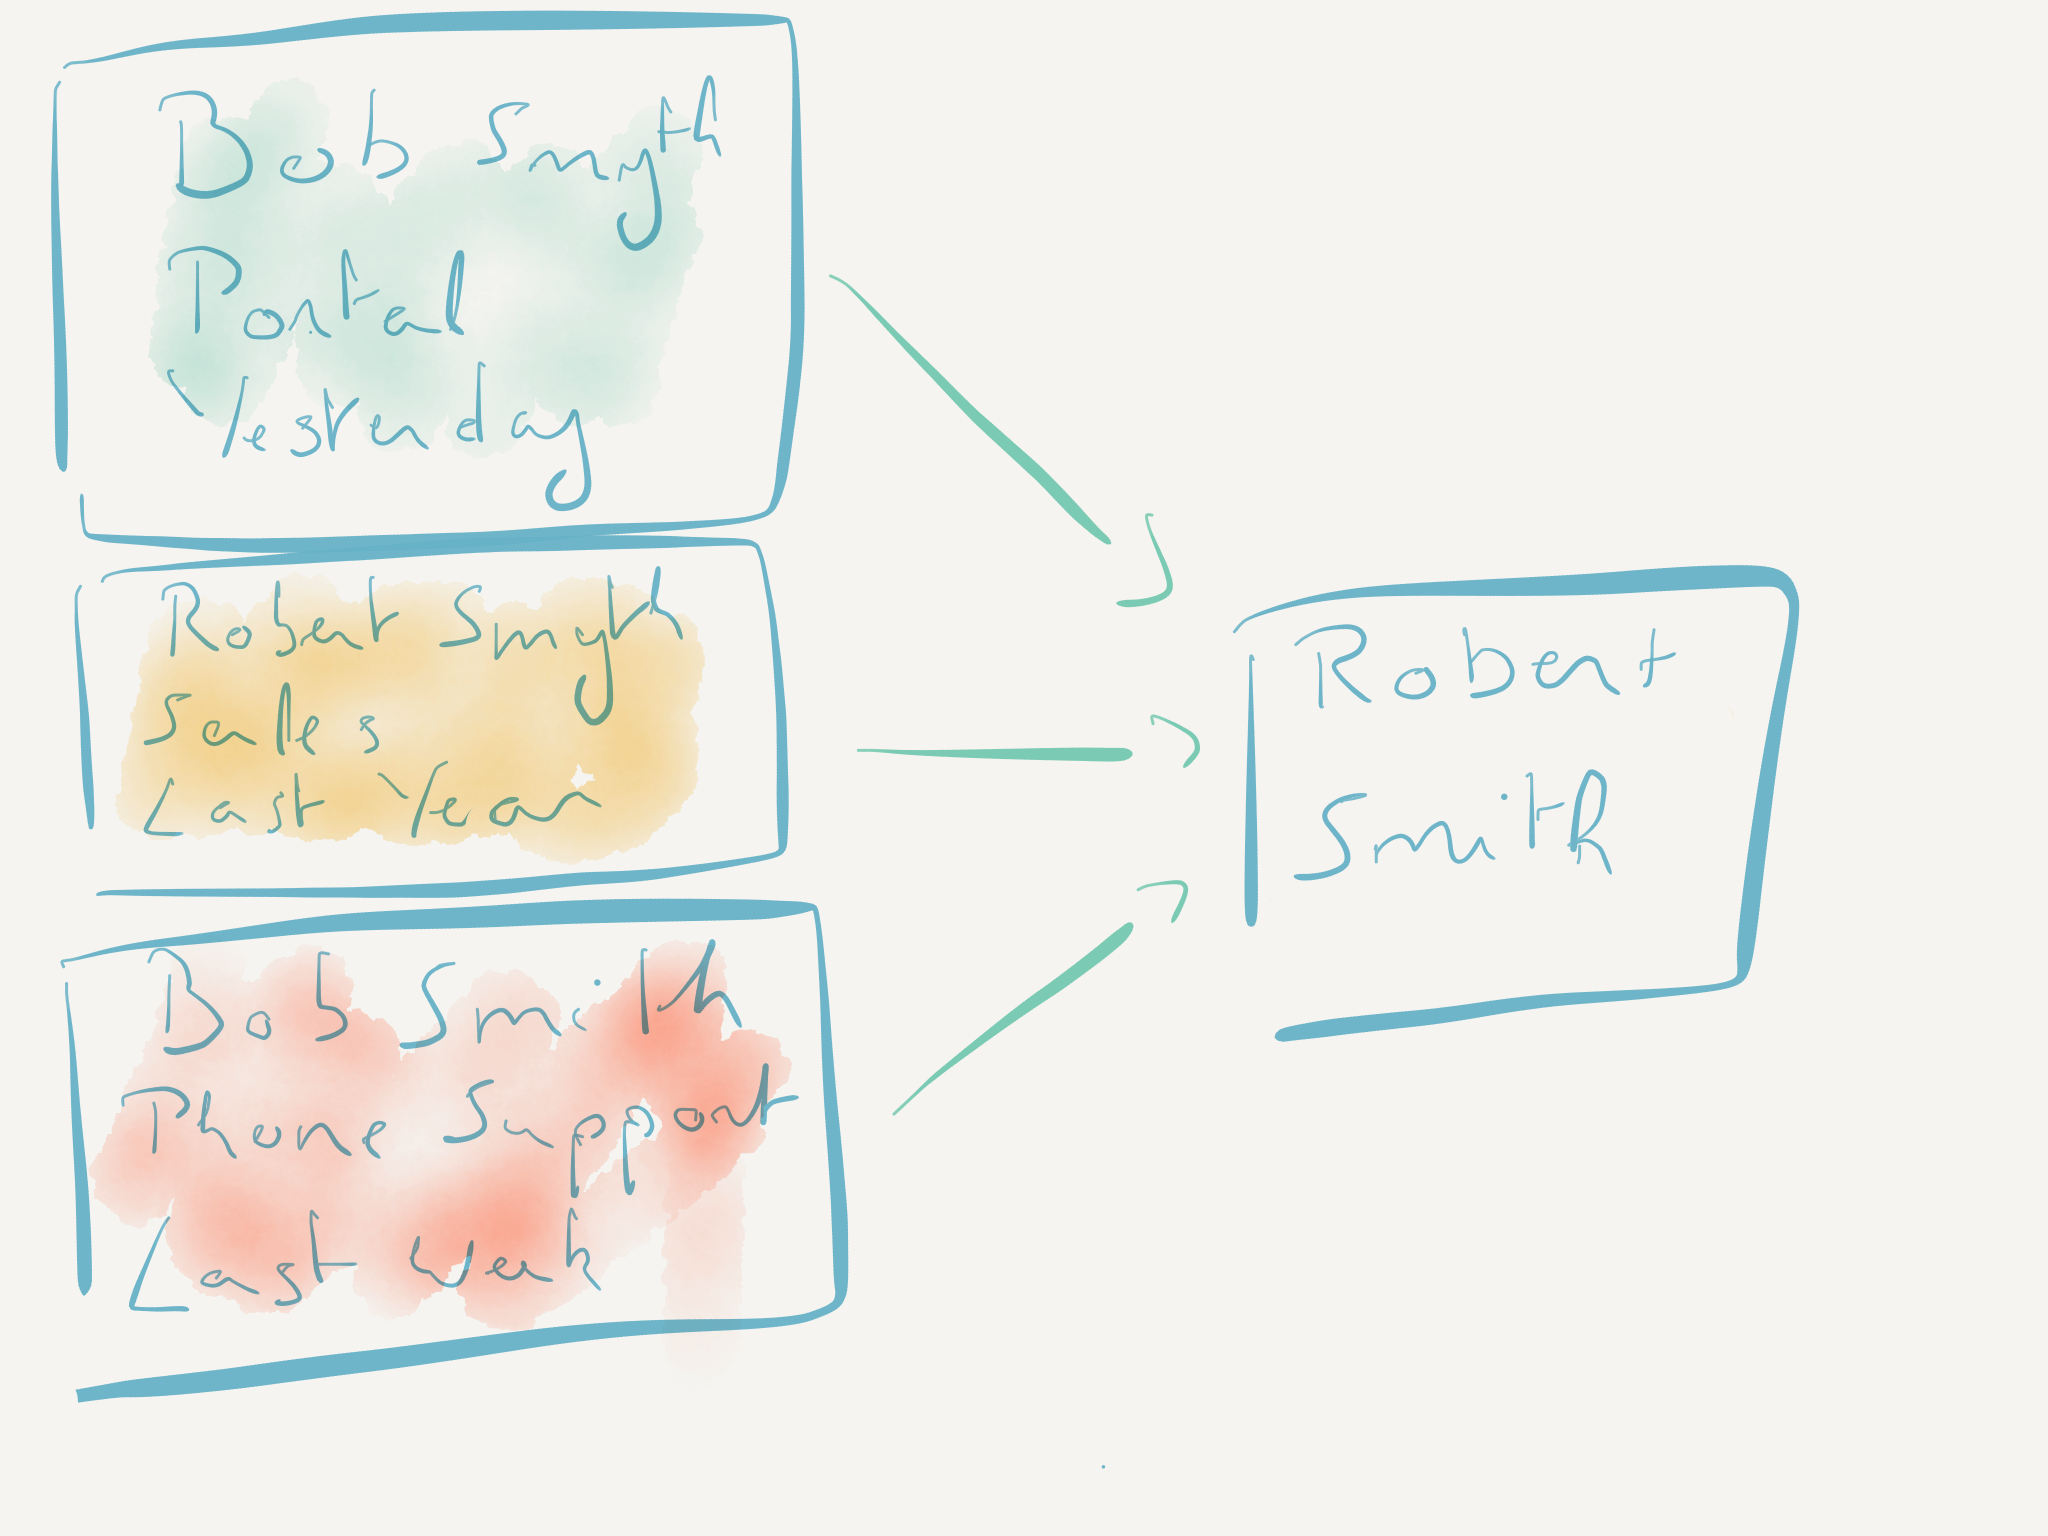 Bob Smyth
Portal
Yesterday
Robert Smyth
Sales
Last Year
Bob Smith
Phone Support
Last Week
Robert
Smith